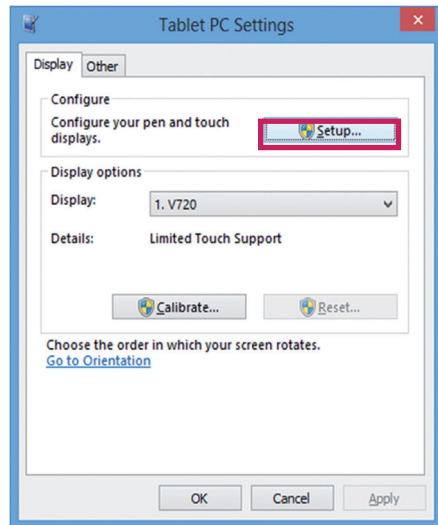 Tablet PC Settings
Display Other
Configure
Configure your pen and touch
displays.
Setup...
Display options
Display: 1. V720
Details: Limited Touch Support
Calibrate... Reset...
Choose the order in which your screen rotates.
Go to Orientation
OK Cancel Apply